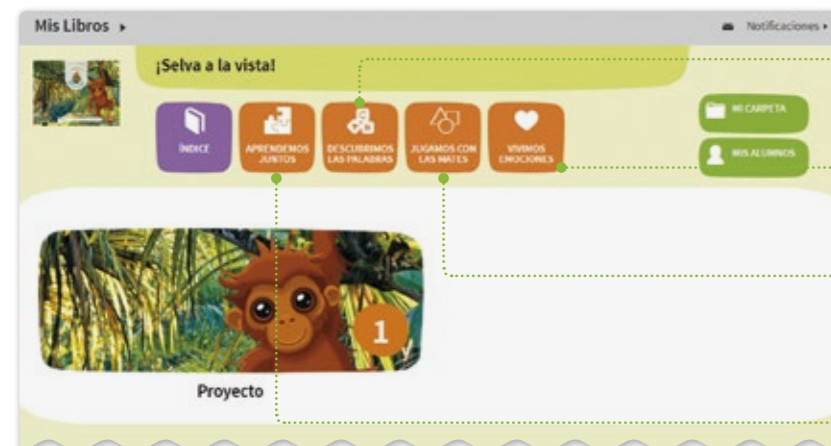 Mis Libros
Notificaciones
¡Selva a la vista!
ÍNDICE
APRENDEMOS
JUNTOS
DESCUBRIMOS
LAS PALABRAS
JUGAMOS CON
LAS MATES
VIVIMOS
EMOCIONES
MI CARPETA
MIS ALUMNOS
1
Proyecto